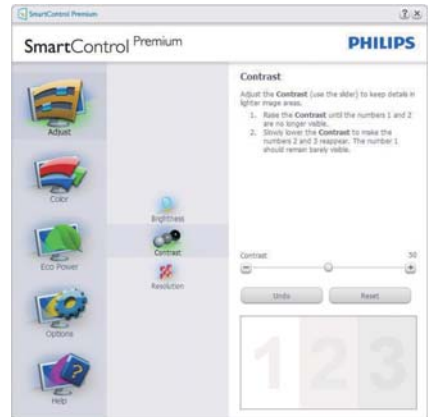 SmartControl Premium
SmartControl Premium
PHILIPS
Adjust
Color
Eco Power
Options
Help
Brightness
Contrast
Resolution
Contrast
Adjust the Contrast (use the slider) to keep details in
lighter image areas.
1. Raise the Contrast until the numbers 1 and 2
are no longer visible.
2. Slowly lower the Contrast to make the
numbers 2 and 3 reappear. The number 1
should remain barely visible.
Contrast 50
Undo Reset
1 2 3